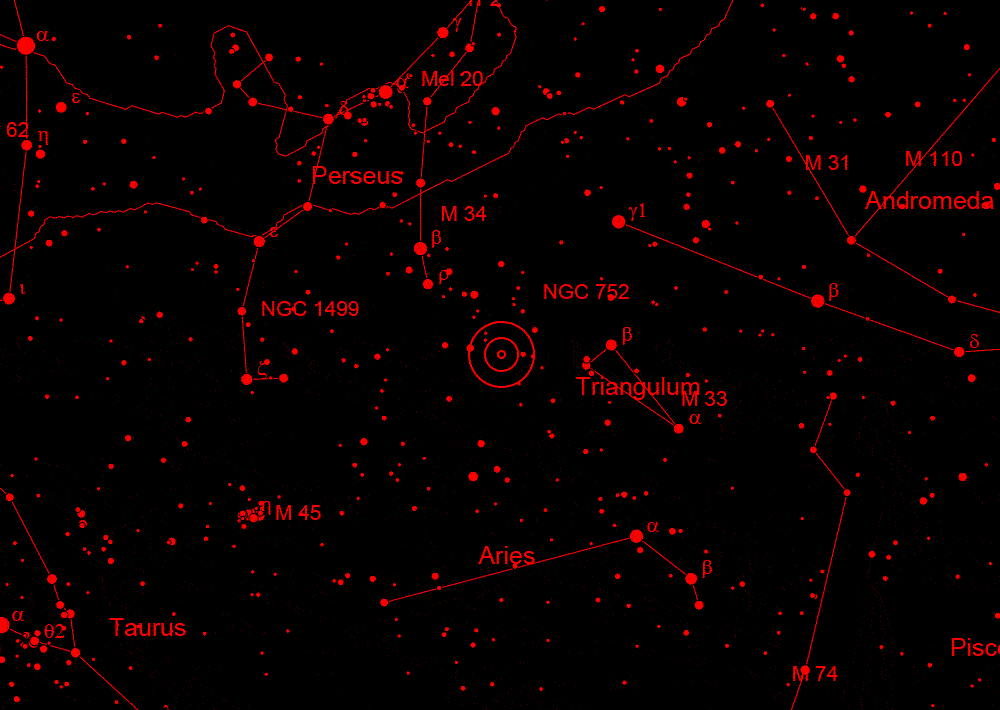 12
α
γ
α
Mel 20
ε
δ
62
η
ε
M 31
M 110
Perseus
Andromeda
M 34
γ1
β
ε
ρ
ι
NGC 752
β
NGC 1499
β
δ
ζ
Triangulum
M 33
α
η
M 45
α
Aries
β
α
θ2
Taurus
Pisc
M 74